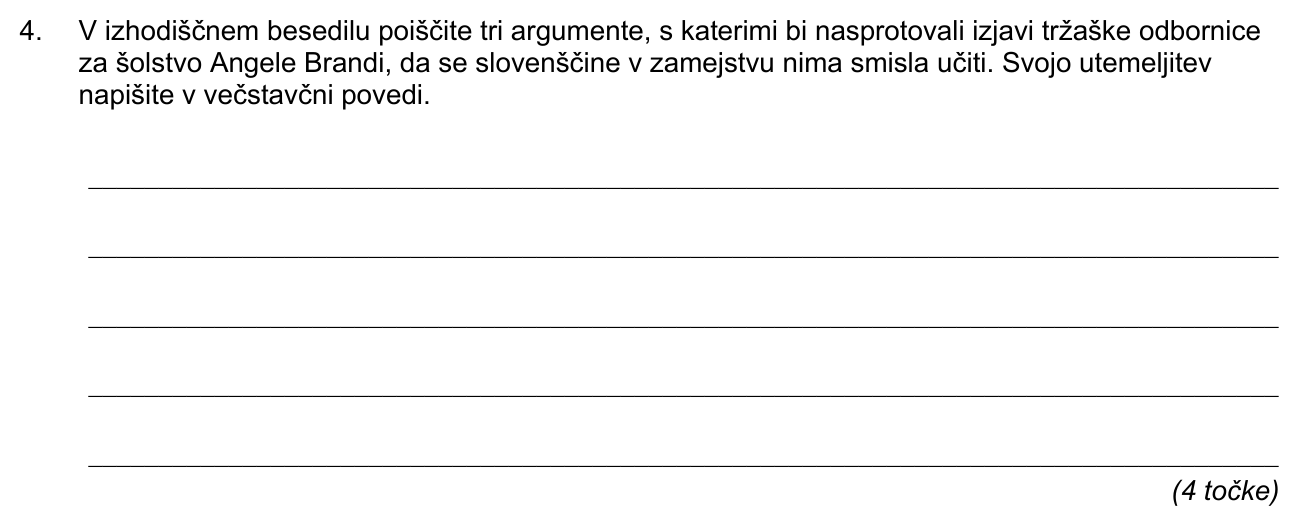 4. V izhodiščnem besedilu poiščite tri argumente, s katerimi bi nasprotovali izjavi tržaške odbornice
za šolstvo Angele Brandi, da se slovenščine v zamejstvu nima smisla učiti. Svojo utemeljitev
napišite v večstavčni povedi.
(4 točke)